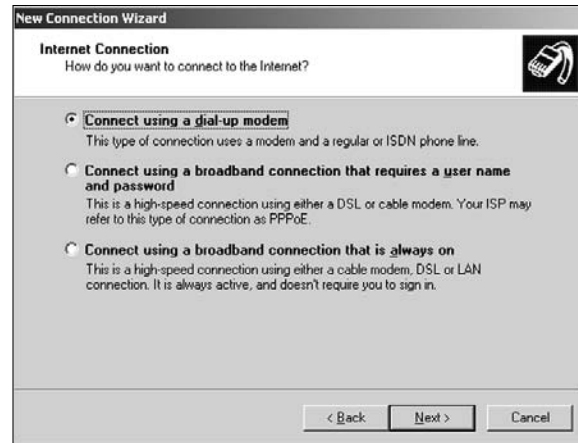 New Connection Wizard
Internet Connection
How do you want to connect to the Internet?
Connect using a dial-up modem
This type of connection uses a modem and a regular or ISDN phone line.
Connect using a broadband connection that requires a user name
and password
This is a high-speed connection using either a DSL or cable modem. Your ISP may
refer to this type of connection as PPPoE.
Connect using a broadband connection that is always on
This is a high-speed connection using either a cable modem, DSL or LAN
connection. It is always active, and doesn't require you to sign in.
< Back Next > Cancel